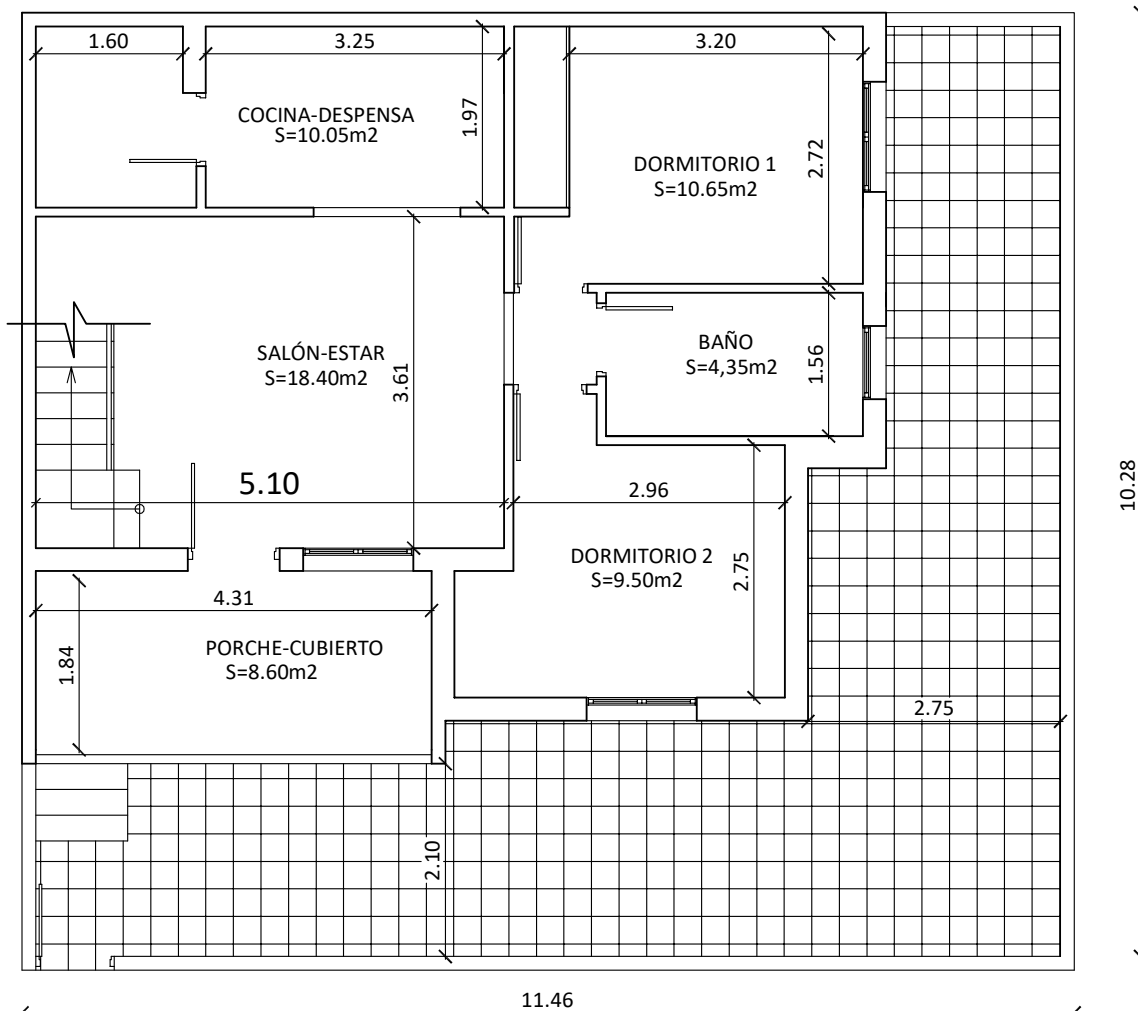 1.60
3.25
3.20
COCINA-DESPENSA
S=10.05m2
1.97
DORMITORIO 1
S=10.65m2
2.72
SALÓN-ESTAR
S=18.40m2
3.61
BAÑO
S=4,35m2
1.56
5.10
2.96
10.28
DORMITORIO 2
S=9.50m2
2.75
4.31
PORCHE-CUBIERTO
S=8.60m2
1.84
2.75
2.10
11.46